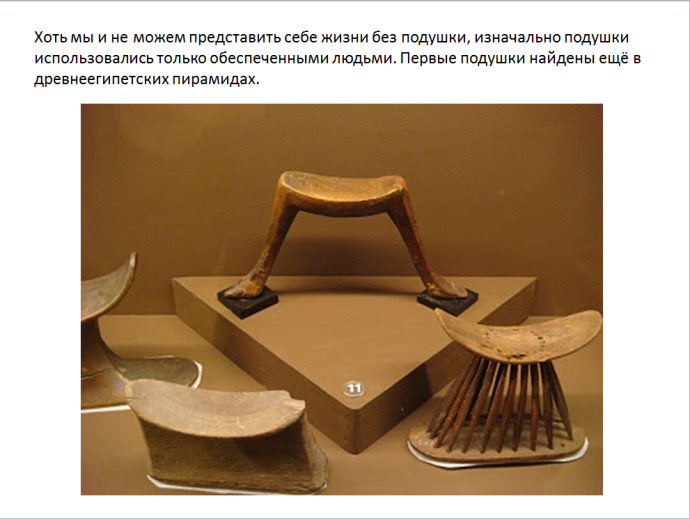 Хоть мы и не можем представить себе жизни без подушки, изначально подушки
использовались только обеспеченными людьми. Первые подушки найдены ещё в
древнеегипетских пирамидах.
11